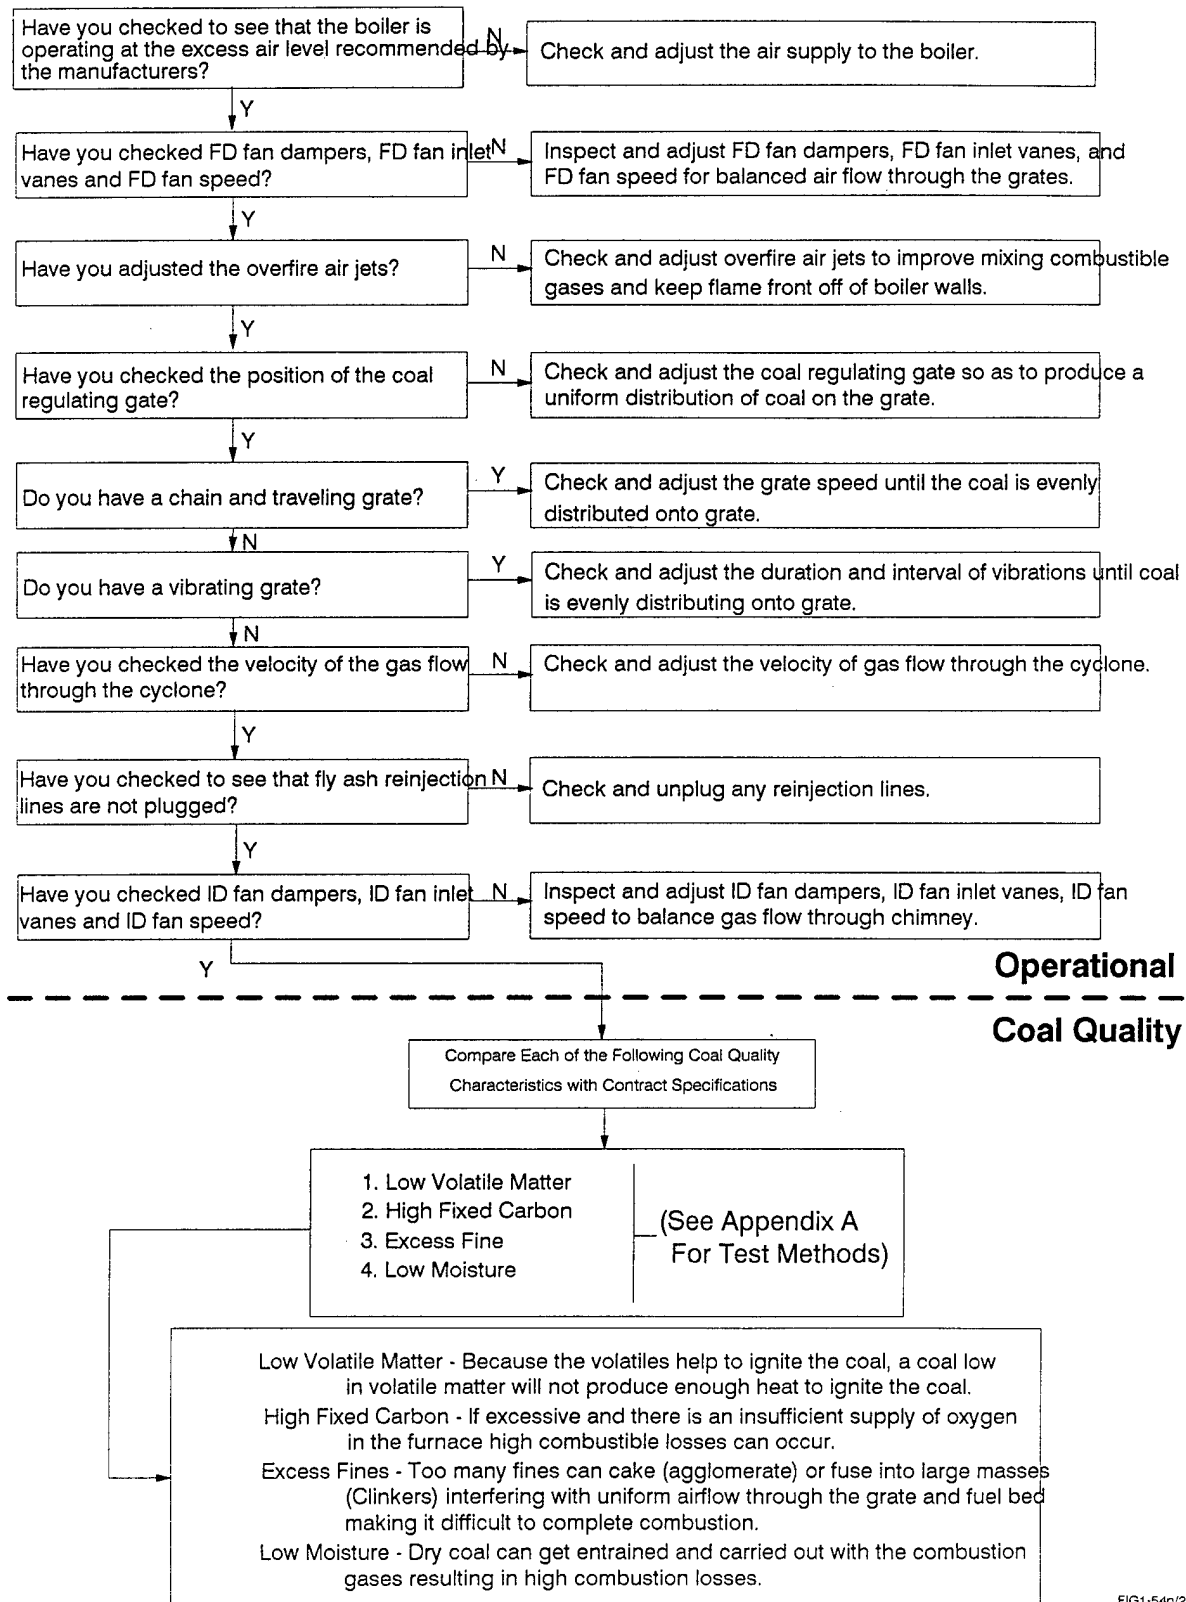 Have you checked to see that the boiler is
operating at the excess air level recommended by
the manufacturers?
N
Check and adjust the air supply to the boiler.
Y
Have you checked FD fan dampers, FD fan inlet
vanes and FD fan speed?
N
Inspect and adjust FD fan dampers, FD fan inlet vanes, and
FD fan speed for balanced air flow through the grates.
Y
Have you adjusted the overfire air jets?
N
Check and adjust overfire air jets to improve mixing combustible
gases and keep flame front off of boiler walls.
Y
Have you checked the position of the coal
regulating gate?
N
Check and adjust the coal regulating gate so as to produce a
uniform distribution of coal on the grate.
Y
Do you have a chain and traveling grate?
Y
Check and adjust the grate speed until the coal is evenly
distributed onto grate.
N
Do you have a vibrating grate?
Y
Check and adjust the duration and interval of vibrations until coal
is evenly distributing onto grate.
N
Have you checked the velocity of the gas flow
through the cyclone?
N
Check and adjust the velocity of gas flow through the cyclone.
Y
Have you checked to see that fly ash reinjection
lines are not plugged?
N
Check and unplug any reinjection lines.
Y
Have you checked ID fan dampers, ID fan inlet
vanes and ID fan speed?
N
Inspect and adjust ID fan dampers, ID fan inlet vanes, ID fan
speed to balance gas flow through chimney.
Y
Operational
Coal Quality
Compare Each of the Following Coal Quality
Characteristics with Contract Specifications
1. Low Volatile Matter
2. High Fixed Carbon
3. Excess Fine
4. Low Moisture
(See Appendix A
For Test Methods)
Low Volatile Matter - Because the volatiles help to ignite the coal, a coal low
in volatile matter will not produce enough heat to ignite the coal.
High Fixed Carbon - If excessive and there is an insufficient supply of oxygen
in the furnace high combustible losses can occur.
Excess Fines - Too many fines can cake (agglomerate) or fuse into large masses
(Clinkers) interfering with uniform airflow through the grate and fuel bed
making it difficult to complete combustion.
Low Moisture - Dry coal can get entrained and carried out with the combustion
gases resulting in high combustion losses.
FIG1-54n/2